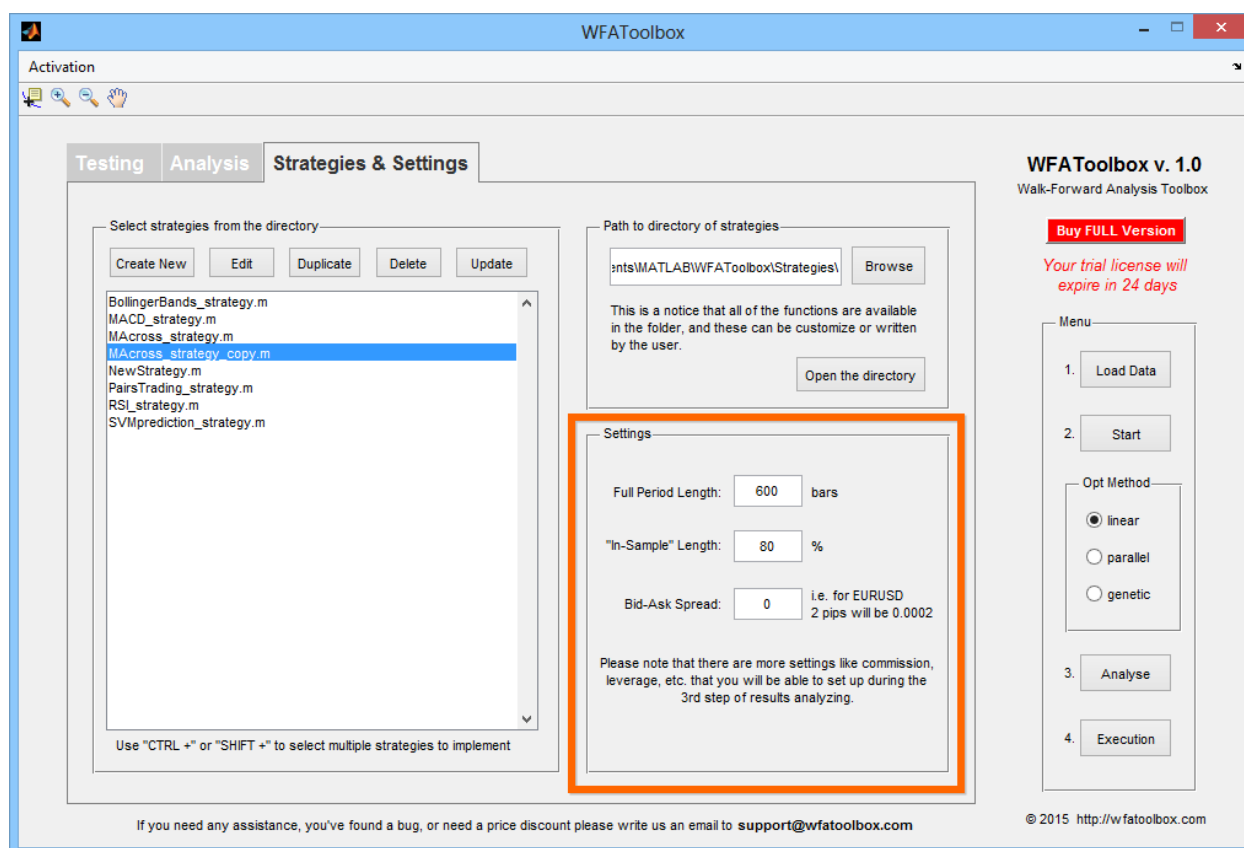 WFAToolbox
Activation
Testing Analysis Strategies & Settings
Select strategies from the directory
Create New Edit Duplicate Delete Update
BollingerBands_strategy.m
MACD_strategy.m
MAcross_strategy.m
MAcross_strategy_copy.m
NewStrategy.m
PairsTrading_strategy.m
RSI_strategy.m
SVMprediction_strategy.m
Use "CTRL +" or "SHIFT +" to select multiple strategies to implement
Path to directory of strategies
ents\MATLAB\WFAToolbox\Strategies\ Browse
This is a notice that all of the functions are available
in the folder, and these can be customize or written
by the user.
Open the directory
Settings
Full Period Length: 600 bars
"In-Sample" Length: 80 %
Bid-Ask Spread: 0 i.e. for EURUSD
2 pips will be 0.0002
Please note that there are more settings like commission,
leverage, etc. that you will be able to set up during the
3rd step of results analyzing.
WFAToolbox v. 1.0
Walk-Forward Analysis Toolbox
Buy FULL Version
Your trial license will
expire in 24 days
Menu
1. Load Data
2. Start
Opt Method
linear
parallel
genetic
3. Analyse
4. Execution
If you need any assistance, you've found a bug, or need a price discount please write us an email to support@wfatoolbox.com
© 2015 http://wfatoolbox.com